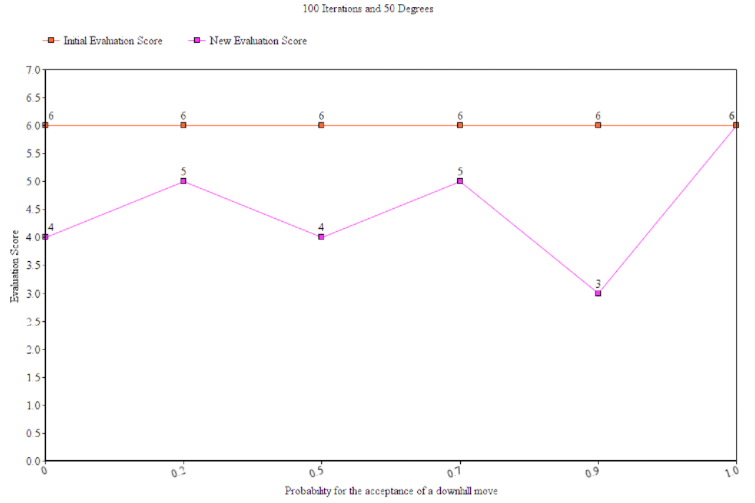 100 Iterations and 50 Degrees
Initial Evaluation Score New Evaluation Score
7.0
6 6 6 6 6 6
6.0
5.5
5 5
5.0
4.5
4 4
4.0
3.5
3
3.0
2.5
2.0
1.5
1.0
0.5
0.0
0 0.2 0.5 0.7 0.9 1.0
Evaluation Score
Probability for the acceptance of a downhill move